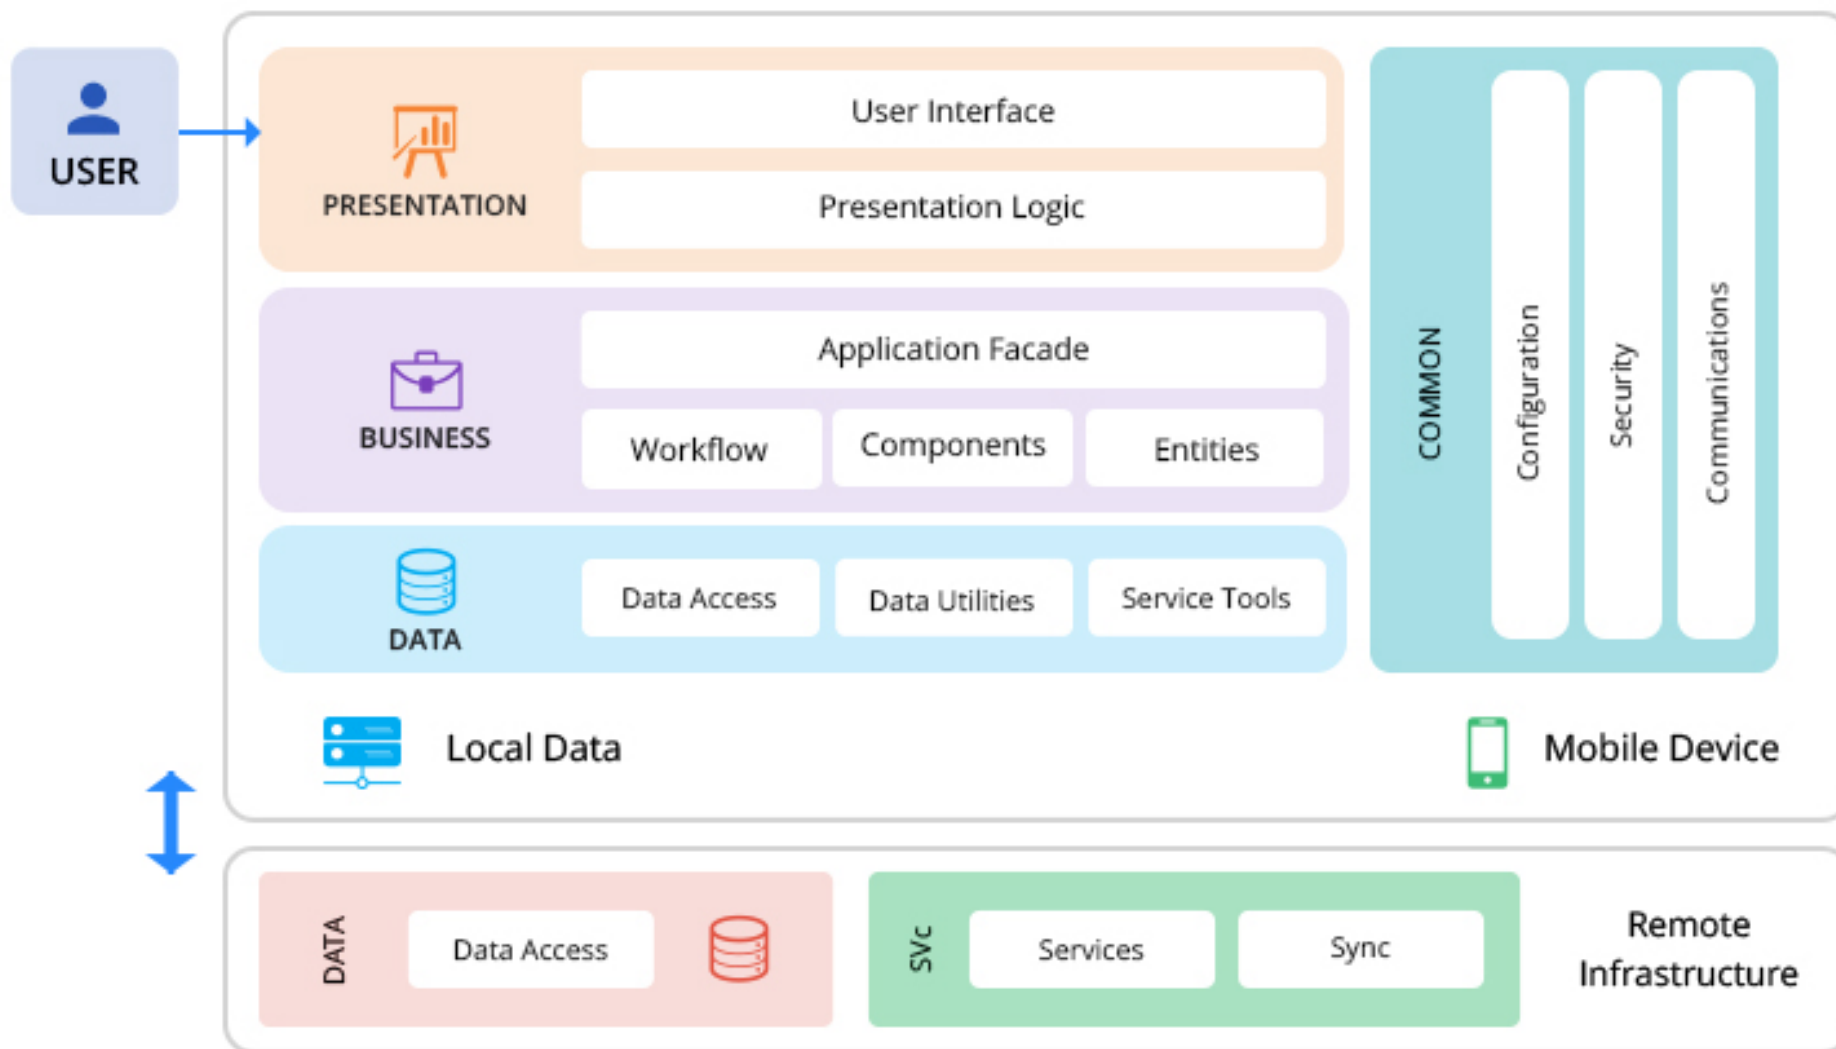 USER
PRESENTATION
User Interface
Presentation Logic
BUSINESS
Application Facade
Workflow
Components
Entities
DATA
Data Access
Data Utilities
Service Tools
COMMON
Configuration
Security
Communications
Local Data
Mobile Device
DATA
Data Access
SVc
Services
Sync
Remote
Infrastructure